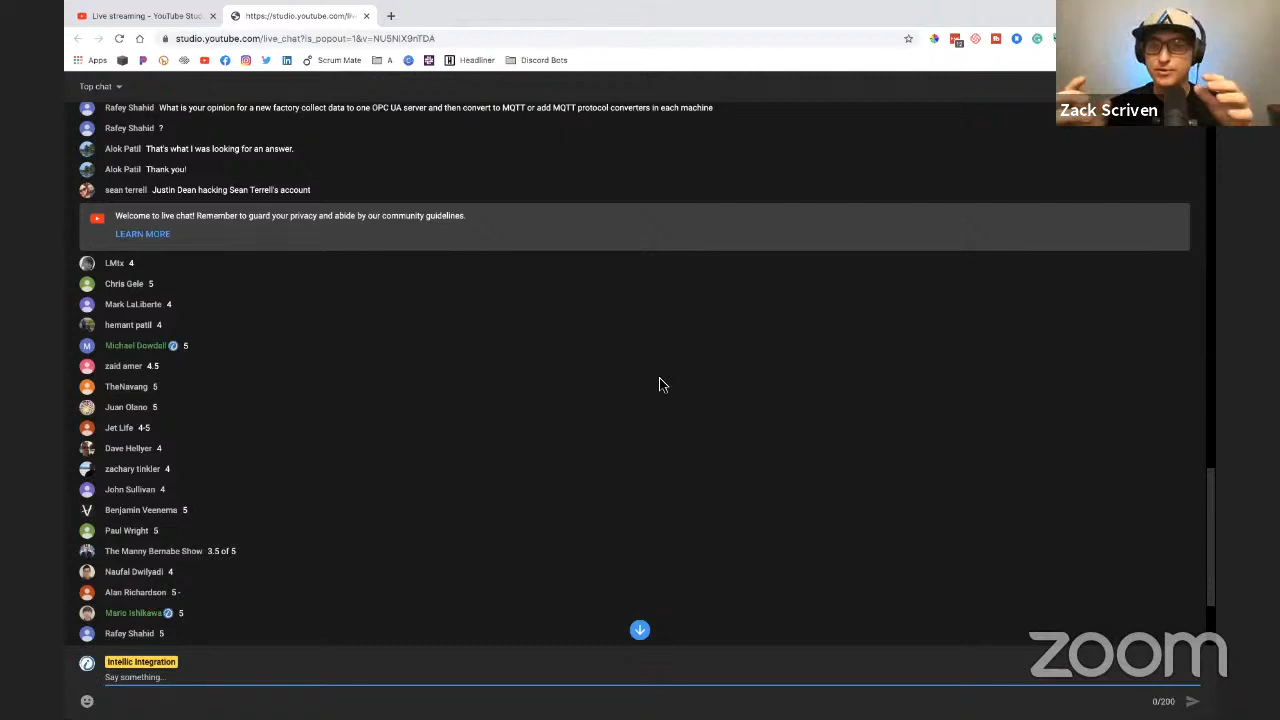 Live streaming - YouTube Stud
https://studio.youtube.com/live
studio.youtube.com/live_chat?is_popout=1&v=NU5NIX9nTDA
Apps
Scrum Mate
A
Headliner
Discord Bots
Top chat
Zack Scriven
Rafey Shahid What is your opinion for a new factory collect data to one OPC UA server and then convert to MQTT or add MQTT protocol converters in each machine
Rafey Shahid ?
Alok Patil That's what I was looking for an answer.
Alok Patil Thank you!
sean terrell Justin Dean hacking Sean Terrell's account
Welcome to live chat! Remember to guard your privacy and abide by our community guidelines.
LEARN MORE
LMtx 4
Chris Gele 5
Mark LaLiberte 4
hemant patil 4
M
Michael Dowdell 5
zaid amer 4.5
TheNavang 5
Juan Olano 5
Jet Life 4-5
Dave Hellyer 4
zachary tinkler 4
John Sullivan 4
Benjamin Veenema 5
Paul Wright 5
The Manny Bernabe Show 3.5 of 5
Naufal Dwilyadi 4
Alan Richardson 5 -
Mario Ishikawa 5
Rafey Shahid 5
Intellic Integration
Say something...
0/200
zoom